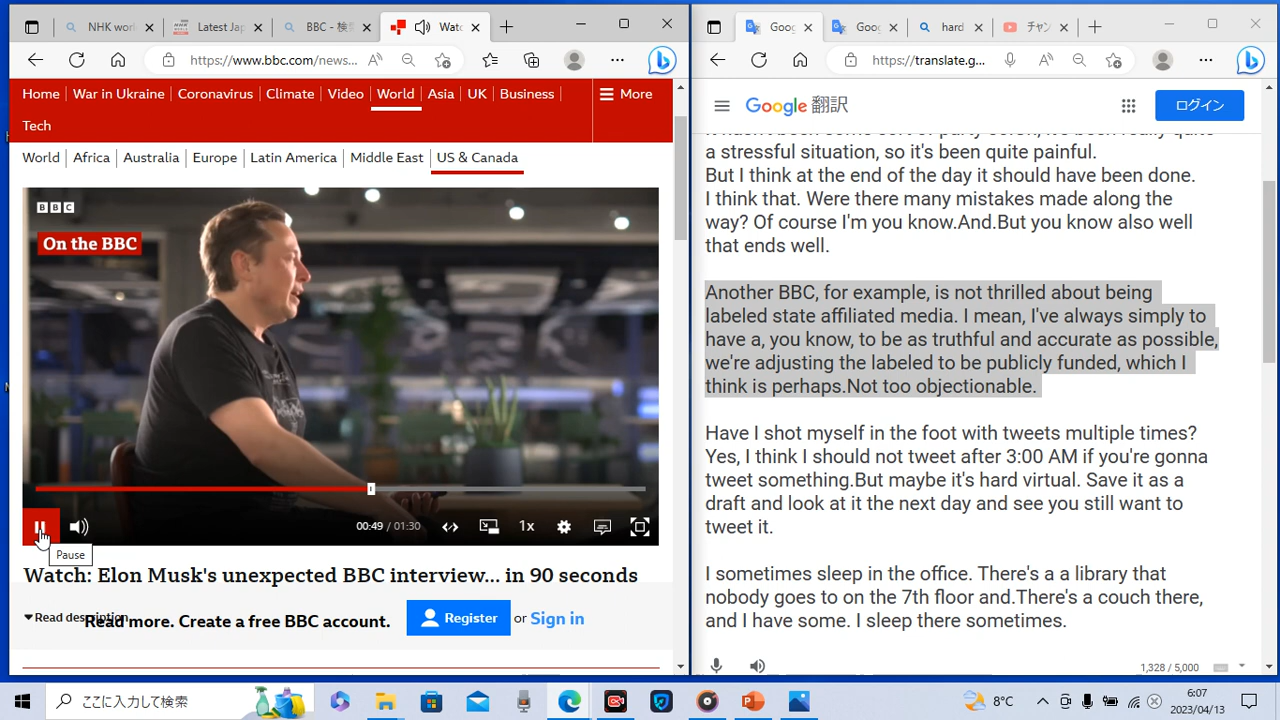 NHK wor
Latest Jap
BBC - 検索
Watc
https://www.bbc.com/news...
Home
War in Ukraine
Coronavirus
Climate
Video
World
Asia
UK
Business
More
Tech
World
Africa
Australia
Europe
Latin America
Middle East
US & Canada
BBC
On the BBC
00:49 / 01:30
1x
Pause
Watch: Elon Musk's unexpected BBC interview... in 90 seconds
Read description
Read more. Create a free BBC account.
Register
or Sign in
Goog
Goog
hard
チャン
https://translate.g...
Google 翻訳
ログイン
a stressful situation, so it's been quite painful.
But I think at the end of the day it should have been done.
I think that. Were there many mistakes made along the
way? Of course I'm you know.And.But you know also well
that ends well.
Another BBC, for example, is not thrilled about being
labeled state affiliated media. I mean, I've always simply to
have a, you know, to be as truthful and accurate as possible,
we're adjusting the labeled to be publicly funded, which I
think is perhaps.Not too objectionable.
Have I shot myself in the foot with tweets multiple times?
Yes, I think I should not tweet after 3:00 AM if you're gonna
tweet something.But maybe it's hard virtual. Save it as a
draft and look at it the next day and see you still want to
tweet it.
I sometimes sleep in the office. There's a a library that
nobody goes to on the 7th floor and.There's a couch there,
and I have some. I sleep there sometimes.
1,328 / 5,000
ここに入力して検索
8°C
6:07
2023/04/13